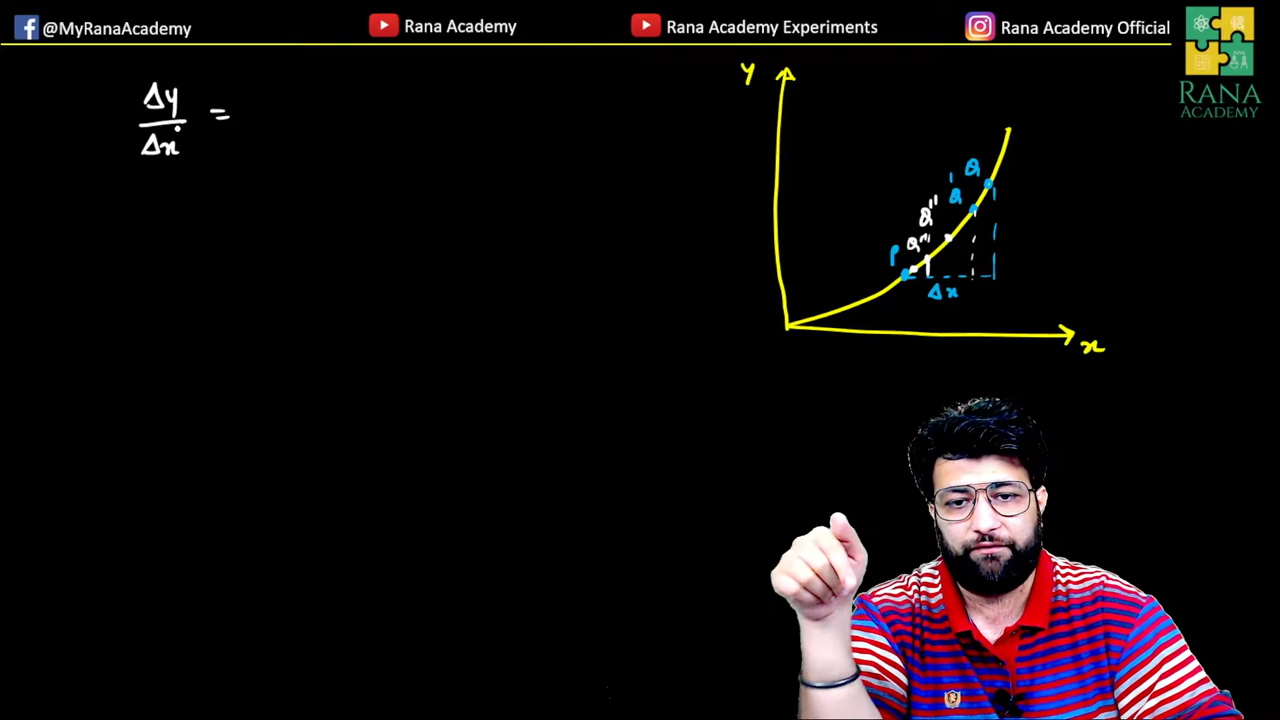 @MyRanaAcademy
Rana Academy
Rana Academy Experiments
Rana Academy Official
RANA
ACADEMY
Δy
Δx
=
y
Q
Q'
Q''
Q'''
P
Δx
x